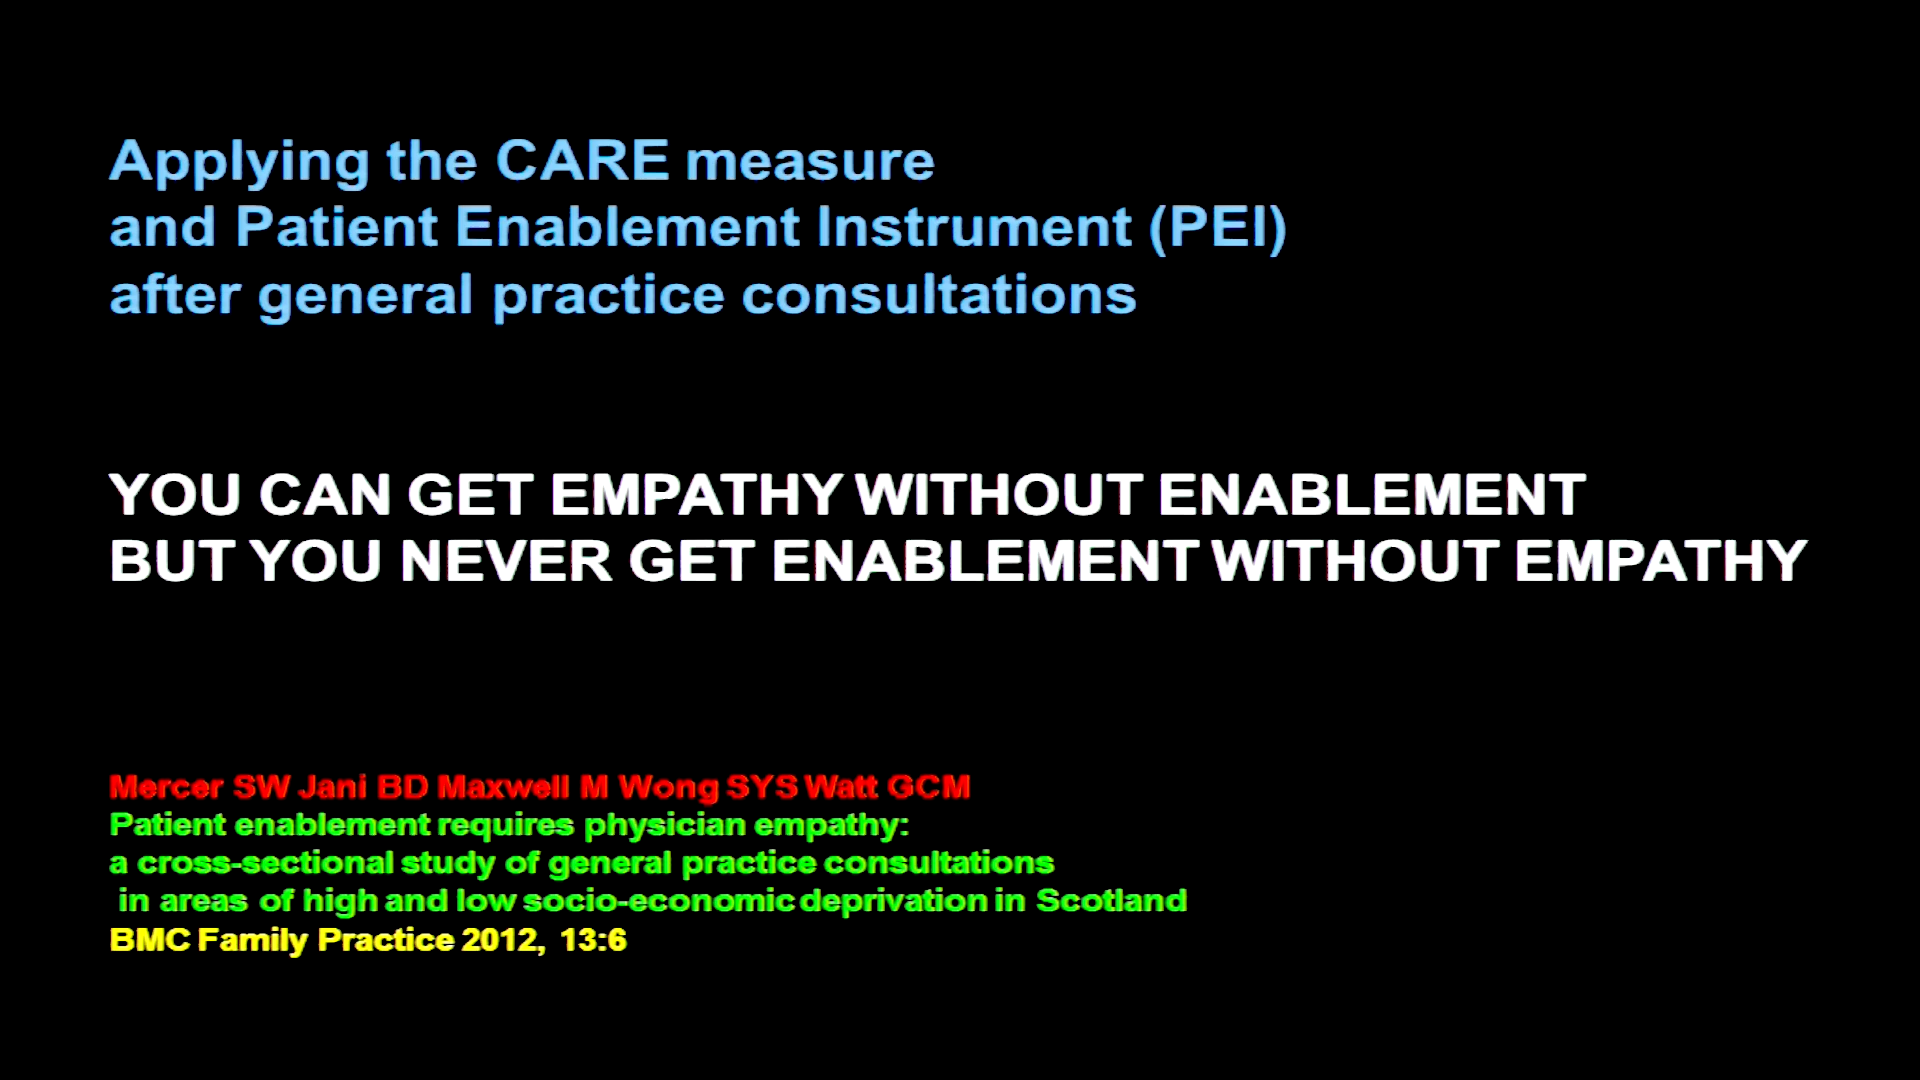 Applying the CARE measure
and Patient Enablement Instrument (PEI)
after general practice consultations
YOU CAN GET EMPATHY WITHOUT ENABLEMENT
BUT YOU NEVER GET ENABLEMENT WITHOUT EMPATHY
Mercer SW Jani BD Maxwell M Wong SYS Watt GCM
Patient enablement requires physician empathy:
a cross-sectional study of general practice consultations
in areas of high and low socio-economic deprivation in Scotland
BMC Family Practice 2012, 13:6